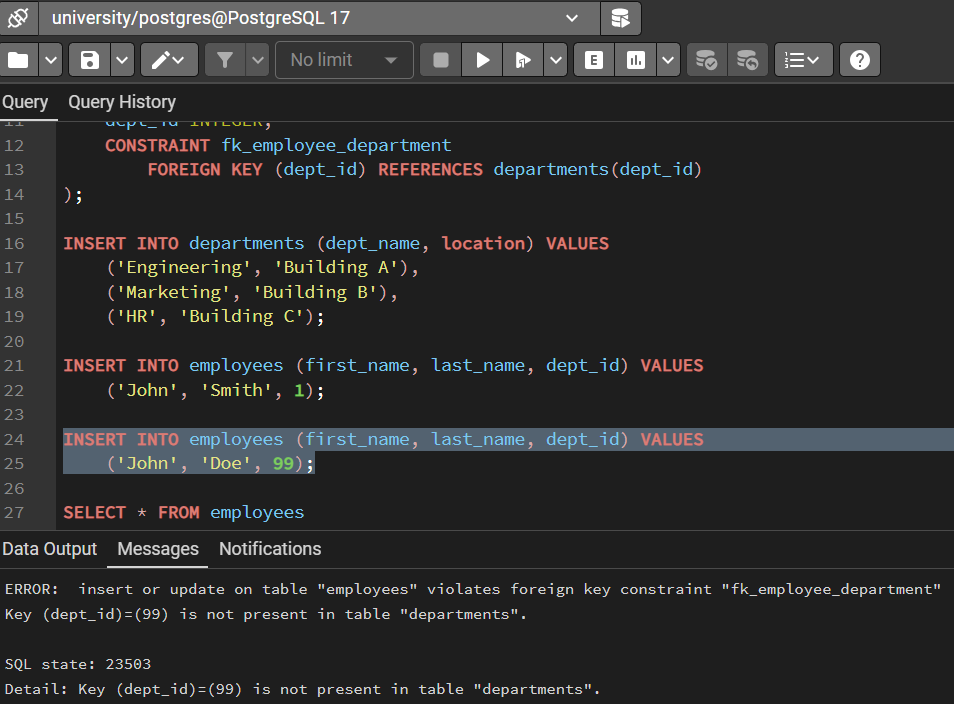 university/postgres@PostgreSQL 17
No limit
E
Query Query History
11 dept_id INTEGER,
12 CONSTRAINT fk_employee_department
13 FOREIGN KEY (dept_id) REFERENCES departments(dept_id)
14 );
15
16 INSERT INTO departments (dept_name, location) VALUES
17 ('Engineering', 'Building A'),
18 ('Marketing', 'Building B'),
19 ('HR', 'Building C');
20
21 INSERT INTO employees (first_name, last_name, dept_id) VALUES
22 ('John', 'Smith', 1);
23
24 INSERT INTO employees (first_name, last_name, dept_id) VALUES
25 ('John', 'Doe', 99);
26
27 SELECT * FROM employees
Data Output Messages Notifications
ERROR:  insert or update on table "employees" violates foreign key constraint "fk_employee_department"
Key (dept_id)=(99) is not present in table "departments".
SQL state: 23503
Detail: Key (dept_id)=(99) is not present in table "departments".